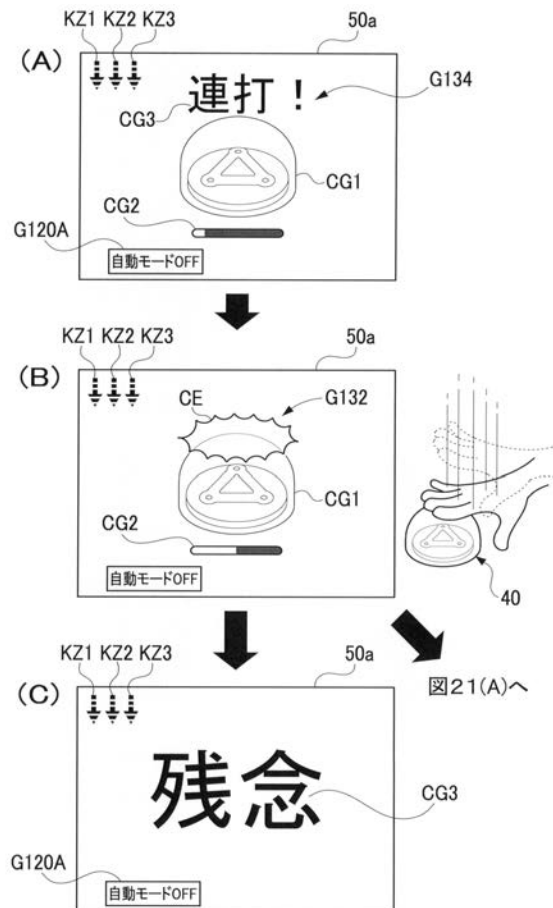 KZ1 KZ2 KZ3
50a
(A)
連打！
G134
CG3
CG1
CG2
G120A
自動モードOFF
KZ1 KZ2 KZ3
50a
(B)
CE
G132
CG1
CG2
自動モードOFF
40
KZ1 KZ2 KZ3
50a
図21(A)へ
(C)
残念
CG3
G120A
自動モードOFF